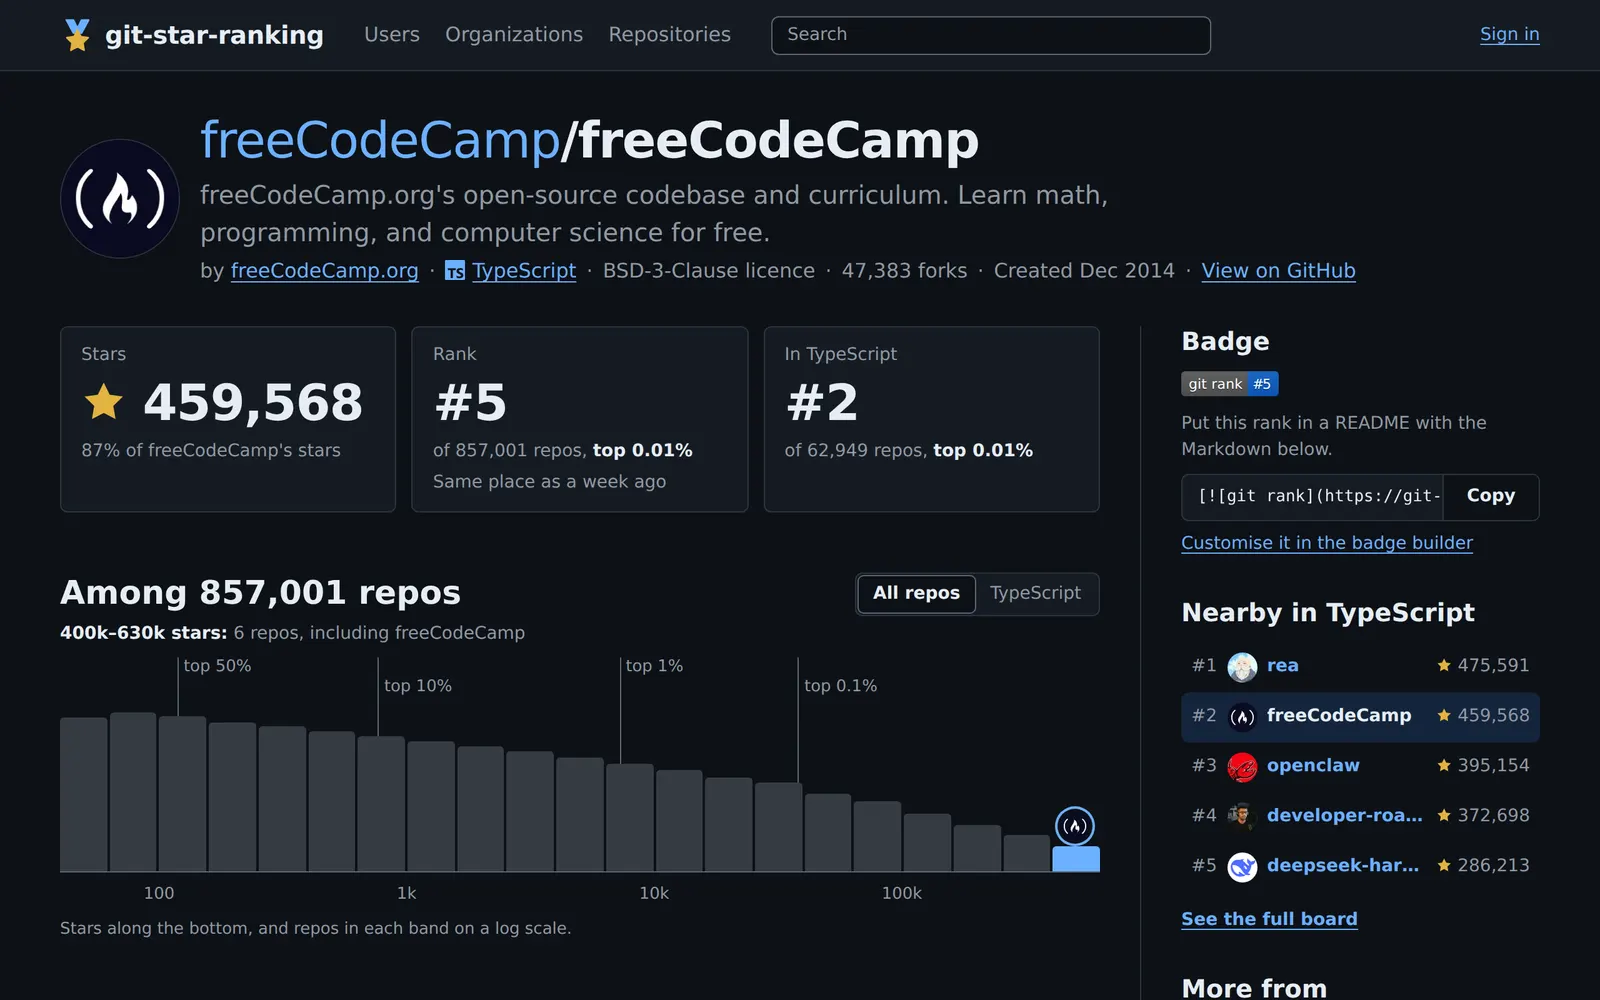 git-star-ranking Users Organizations Repositories Search Sign in
freeCodeCamp/freeCodeCamp
freeCodeCamp.org's open-source codebase and curriculum. Learn math,
programming, and computer science for free.
by freeCodeCamp.org · TS TypeScript · BSD-3-Clause licence · 47,383 forks · Created Dec 2014 · View on GitHub
Stars
459,568
87% of freeCodeCamp's stars
Rank
#5
of 857,001 repos, top 0.01%
Same place as a week ago
In TypeScript
#2
of 62,949 repos, top 0.01%
Among 857,001 repos
All repos TypeScript
400k–630k stars: 6 repos, including freeCodeCamp
top 50%
top 10%
top 1%
top 0.1%
100 1k 10k 100k
Stars along the bottom, and repos in each band on a log scale.
Badge
git rank #5
Put this rank in a README with the
Markdown below.
[![git rank](https://git- Copy
Customise it in the badge builder
Nearby in TypeScript
#1 rea 475,591
#2 freeCodeCamp 459,568
#3 openclaw 395,154
#4 developer-roa… 372,698
#5 deepseek-har… 286,213
See the full board
More from